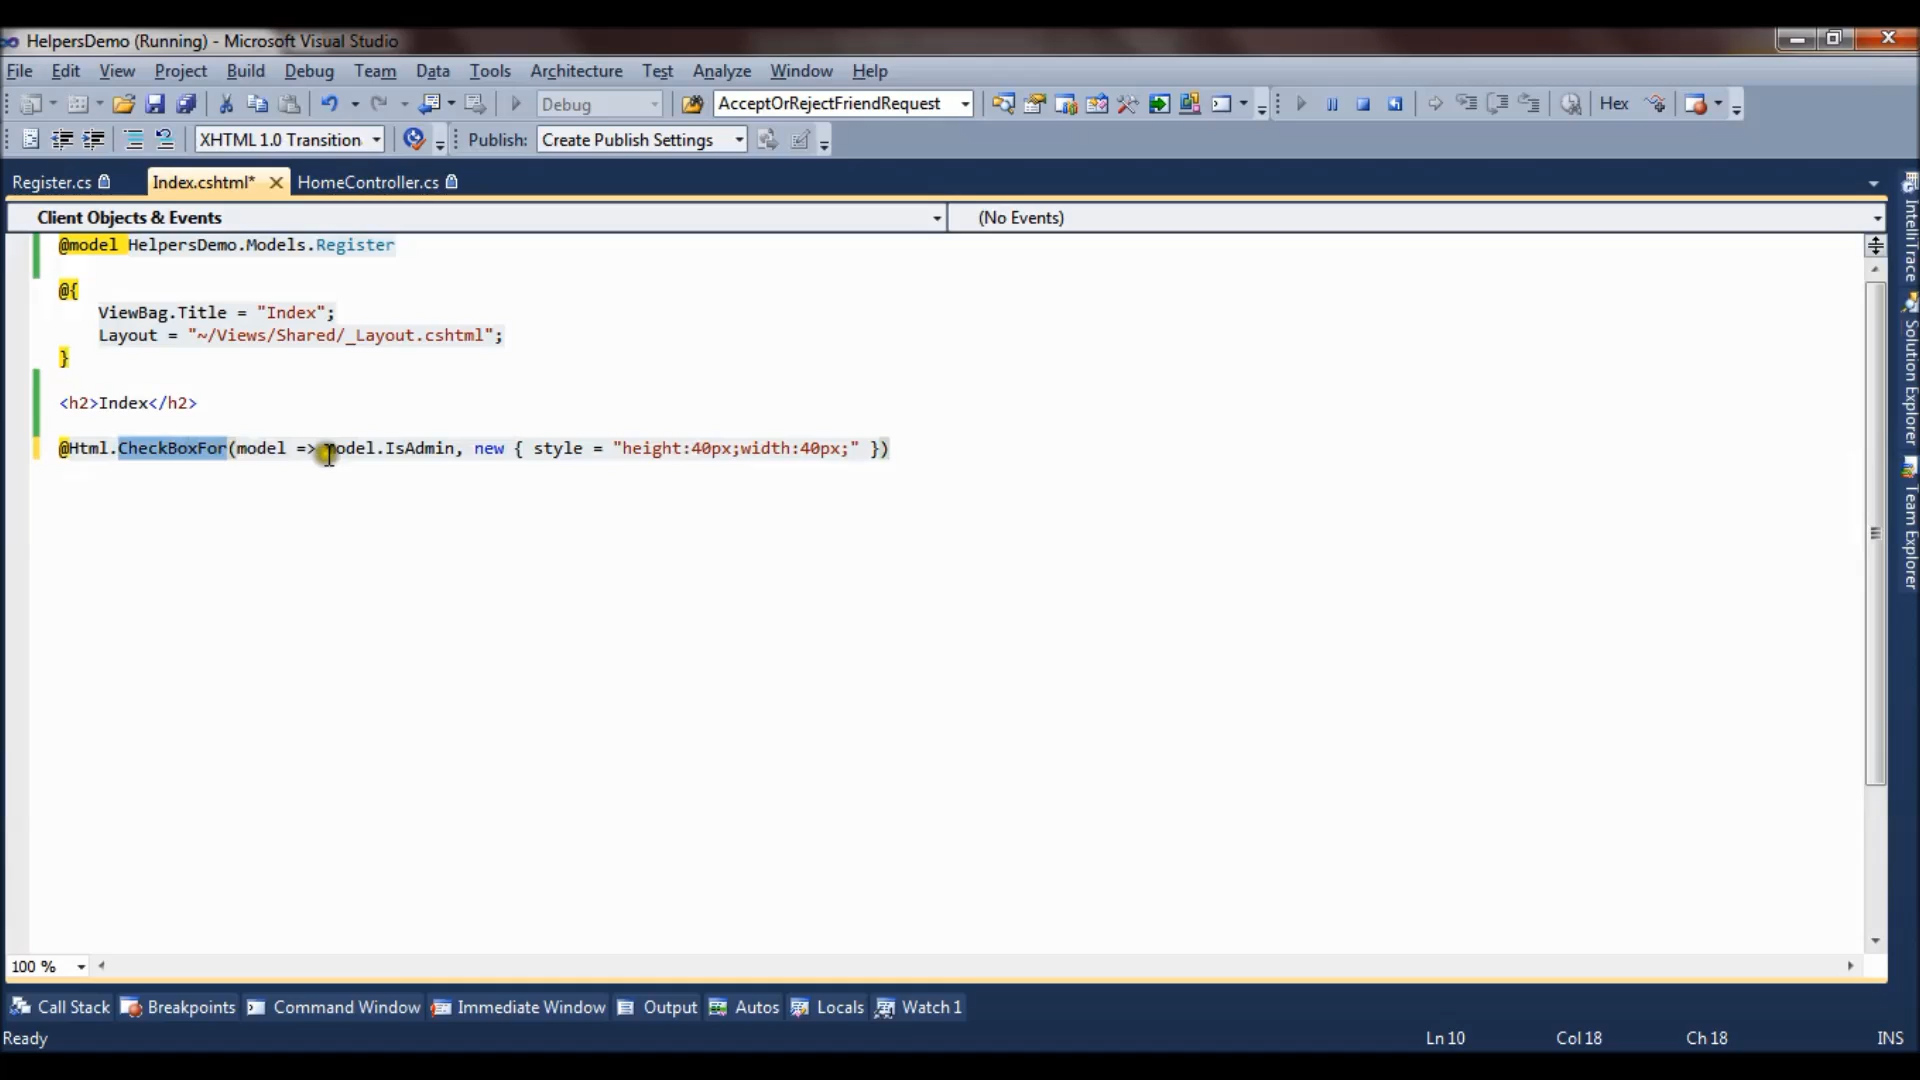 HelpersDemo (Running) - Microsoft Visual Studio
File Edit View Project Build Debug Team Data Tools Architecture Test Analyze Window Help
Debug AcceptOrRejectFriendRequest Hex
XHTML 1.0 Transition Publish: Create Publish Settings
Register.cs Index.cshtml* HomeController.cs
Client Objects & Events (No Events)
@model HelpersDemo.Models.Register
@{
ViewBag.Title = "Index";
Layout = "~/Views/Shared/_Layout.cshtml";
}
<h2>Index</h2>
@Html.CheckBoxFor(model => model.IsAdmin, new { style = "height:40px;width:40px;" })
IntelliTrace
Solution Explorer
Team Explorer
100 %
Call Stack Breakpoints Command Window Immediate Window Output Autos Locals Watch 1
Ready Ln 10 Col 18 Ch 18 INS